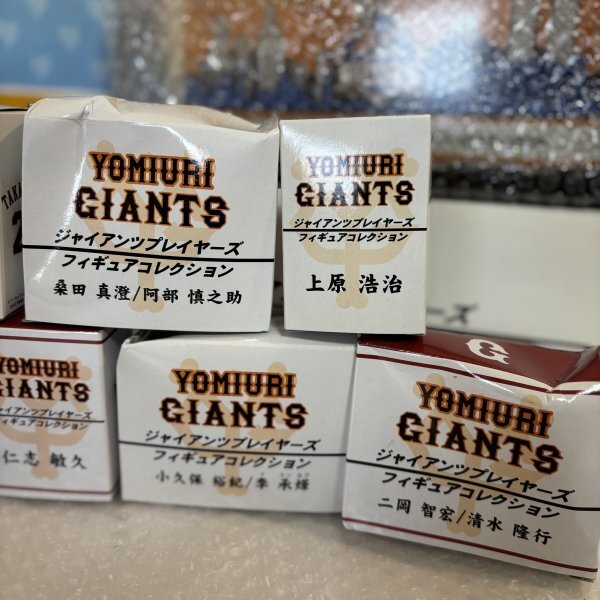 YOMIURI
GIANTS
ジャイアンツプレイヤーズ
フィギュアコレクション
桑田 真澄/阿部 慎之助
YOMIURI
GIANTS
ジャイアンツプレイヤーズ
フィギュアコレクション
上原 浩治
TAKA
2
YOMIURI
GIANTS
ジャイアンツプレイヤーズ
フィギュアコレクション
仁志 敏久
YOMIURI
GIANTS
ジャイアンツプレイヤーズ
フィギュアコレクション
小久保 裕紀/李 承燁
G
YOMIURI
GIANTS
ジャイアンツプレイヤーズ
フィギュアコレクション
二岡 智宏/清水 隆行